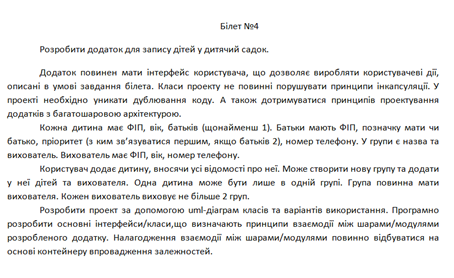 Білет №4
Розробити додаток для запису дітей у дитячий садок.
Додаток повинен мати інтерфейс користувача, що дозволяє виробляти користувачеві дії,
описані в умові завдання білета. Класи проекту не повинні порушувати принципи інкапсуляції. У
проекті необхідно уникати дублювання коду. А також дотримуватися принципів проектування
додатків з багатошаровою архітектурою.
Кожна дитина має ФІП, вік, батьків (щонайменш 1). Батьки мають ФІП, позначку мати чи
батько, пріоритет (з ким зв'язуватися першим, якщо батьків 2), номер телефону. У групи є назва та
вихователь. Вихователь має ФІП, вік, номер телефону.
Користувач додає дитину, вносячи усі відомості про неї. Може створити нову групу та додати
у неї дітей та вихователя. Одна дитина може бути лише в одній групі. Група повинна мати
вихователя. Кожен вихователь виховує не більше 2 груп.
Розробити проект за допомогою uml-діаграм класів та варіантів використання. Програмно
розробити основні інтерфейси/класи,що визначають принципи взаємодії між шарами/модулями
розробленого додатку. Налагодження взаємодії між шарами/модулями повинно відбуватися на
основі контейнеру впровадження залежностей.